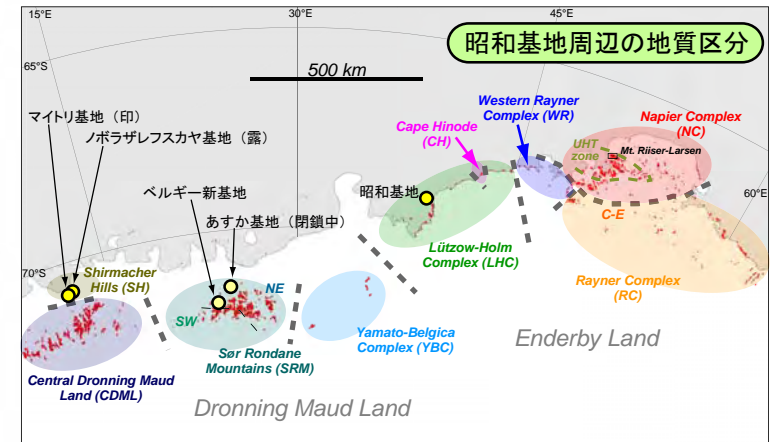 15°E
30°E
45°E
昭和基地周辺の地質区分
65°S
500 km
マイトリ基地（印）
ノボラザレフスカヤ基地（露）
Western Rayner
Complex (WR)
Napier Complex
(NC)
Cape Hinode
(CH)
UHT
zone
Mt. Riiser-Larsen
ベルギー新基地
昭和基地
60°E
あすか基地（閉鎖中）
C-E
Lützow-Holm
Complex (LHC)
Rayner Complex
(RC)
70°S
Shirmacher
Hills (SH)
NE
SW
Yamato-Belgica
Complex (YBC)
Enderby Land
Sør Rondane
Mountains (SRM)
Central Dronning Maud
Land (CDML)
Dronning Maud Land